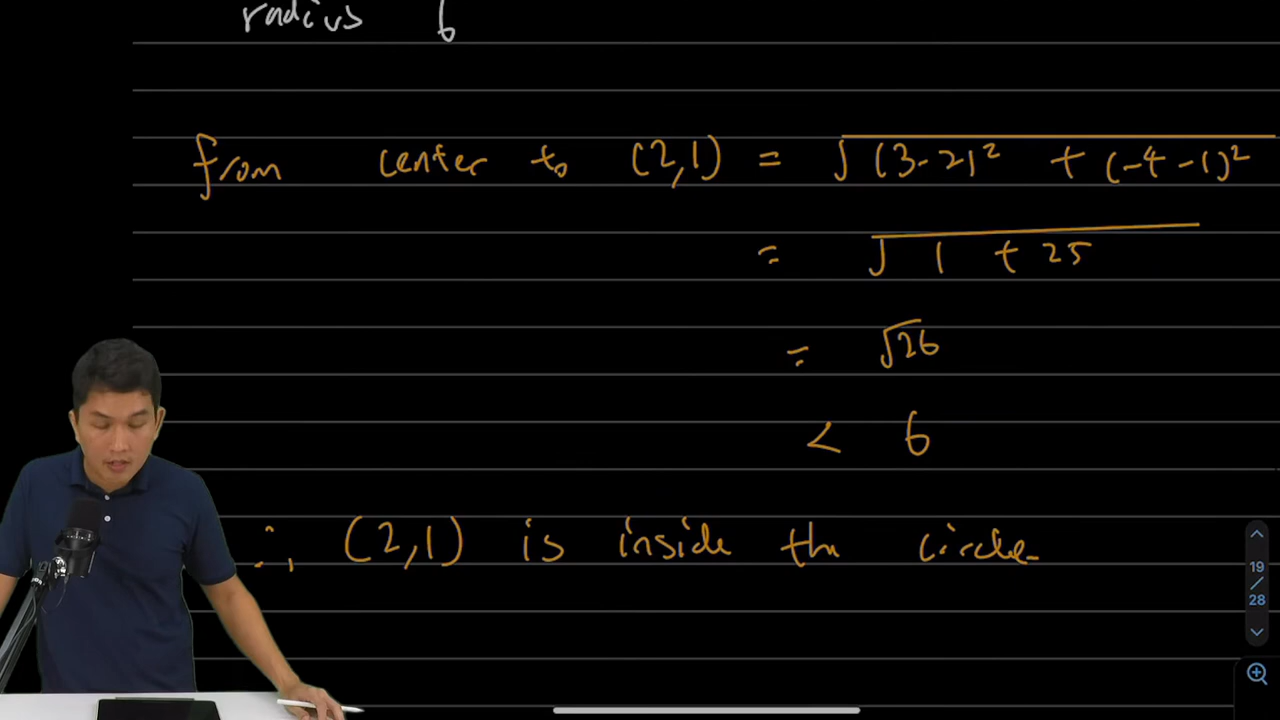 radius 6
from center to (2,1) = √(3-2)² + (-4-1)²
= √1 + 25
= √26
< 6
∴ (2,1) is inside the circle
19
/
28